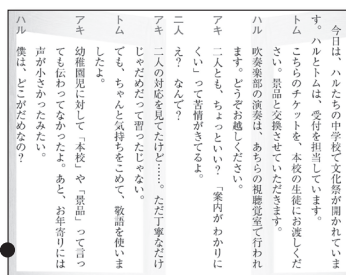 今日は、ハルたちの中学校で文化祭が開かれていま
す。ハルとトムは、受付を担当しています。
トム　こちらのチケットを、本校の生徒にお渡しくだ
さい。景品と交換させていただきます。
ハル　吹奏楽部の演奏は、あちらの視聴覚室で行われ
ます。どうぞお越しください。
アキ　二人とも、ちょっといい？　「案内が わかりに
くい」って苦情がきてるよ。
二人　え？　なんで？
アキ　二人の対応を見てたけど……。ただ丁寧なだけ
じゃだめだって習ったじゃない。
トム　でも、ちゃんと気持ちをこめて、敬語を使いま
したよ。
アキ　幼稚園児に対して「本校」や「景品」って言っ
ても伝わってなかったよ。あと、お年寄りには
声が小さかったみたい。
ハル　僕は、どこがだめなの？